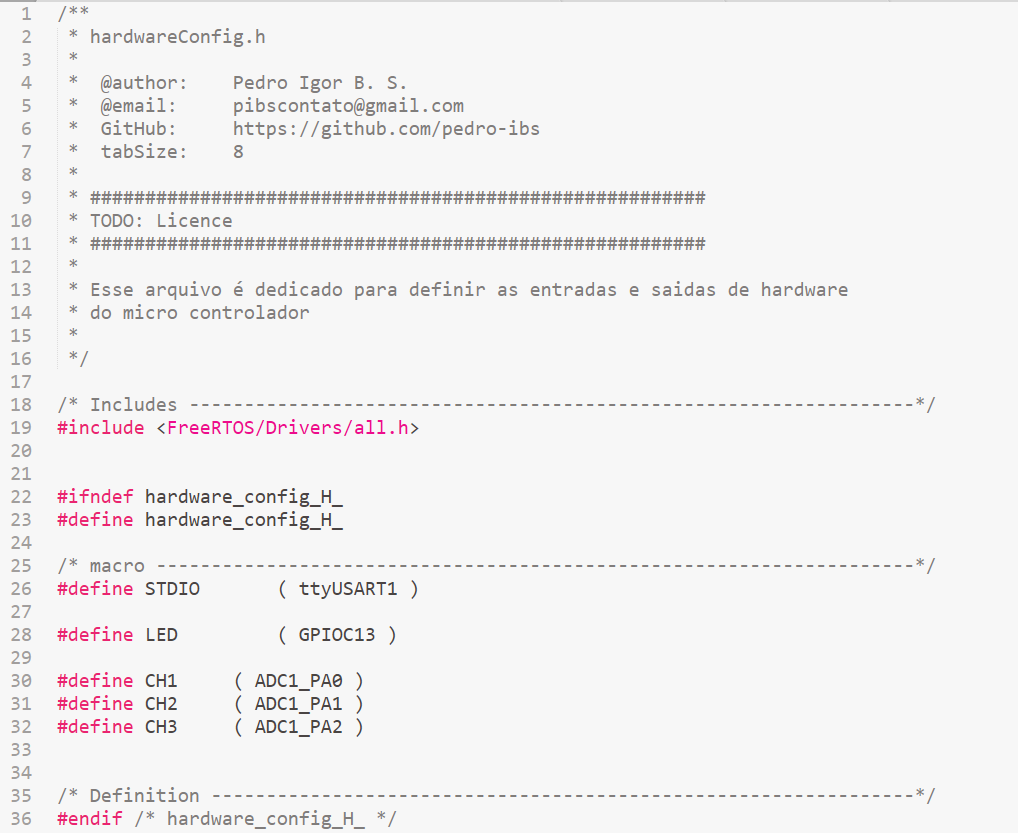 1 /**
2 * hardwareConfig.h
3 *
4 * @author: Pedro Igor B. S.
5 * @email: pibscontato@gmail.com
6 * GitHub: https://github.com/pedro-ibs
7 * tabSize: 8
8 *
9 * ########################################################
10 * TODO: Licence
11 * ########################################################
12 *
13 * Esse arquivo é dedicado para definir as entradas e saidas de hardware
14 * do micro controlador
15 *
16 */
17
18 /* Includes ------------------------------------------------------------------*/
19 #include <FreeRTOS/Drivers/all.h>
20
21
22 #ifndef hardware_config_H_
23 #define hardware_config_H_
24
25 /* macro ---------------------------------------------------------------------*/
26 #define STDIO ( ttyUSART1 )
27
28 #define LED ( GPIOC13 )
29
30 #define CH1 ( ADC1_PA0 )
31 #define CH2 ( ADC1_PA1 )
32 #define CH3 ( ADC1_PA2 )
33
34
35 /* Definition ----------------------------------------------------------------*/
36 #endif /* hardware_config_H_ */